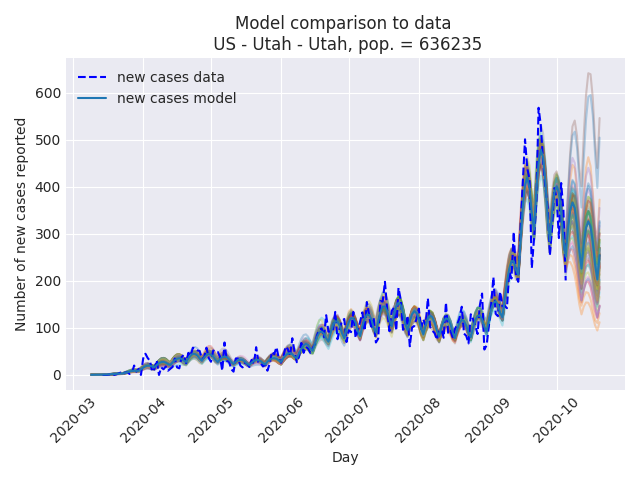 Model comparison to data
US - Utah - Utah, pop. = 636235
new cases data
new cases model
Number of new cases reported
600
500
400
300
200
100
0
2020-03
2020-04
2020-05
2020-06
2020-07
2020-08
2020-09
2020-10
Day